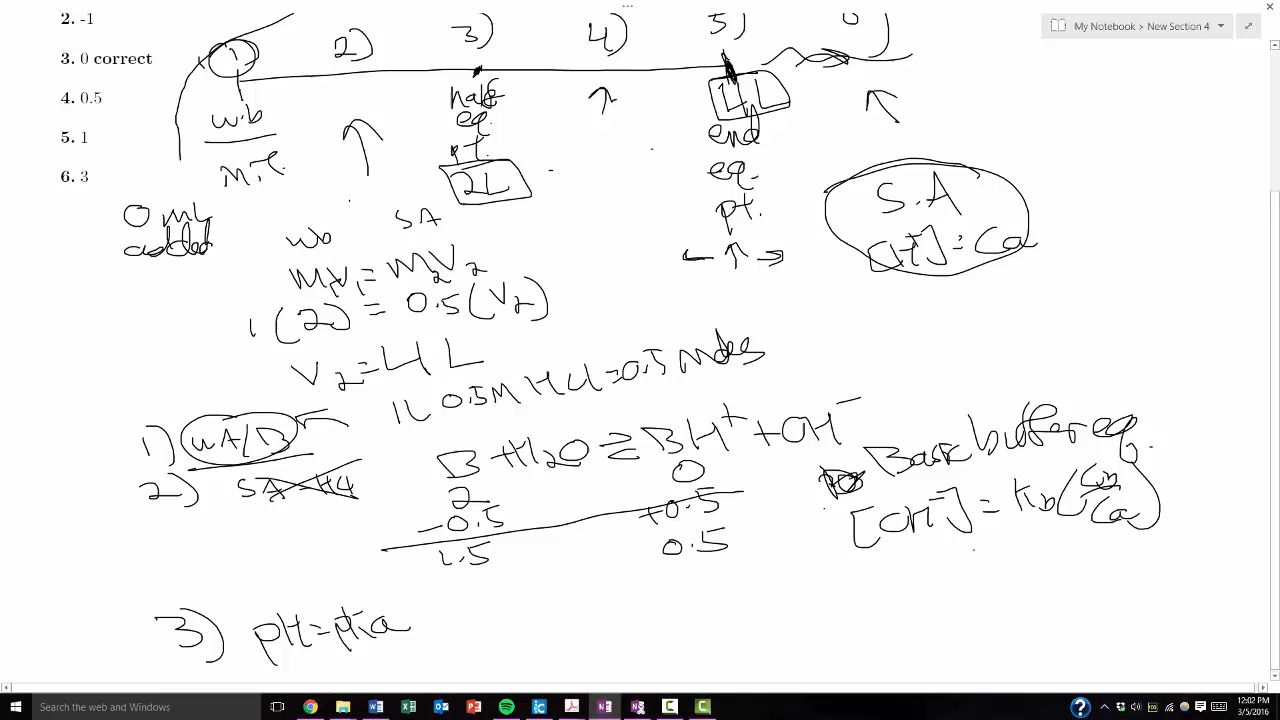 2. -1
My Notebook > New Section 4
3. 0 correct
4. 0.5
5. 1
6. 3
1
2)
3)
4)
5)
wb
half
eq.
pt.
2L
4L
end
eq.
pt.
0 mL
added
S.A
[H+] = Ca
wb SA
M1V1 = M2V2
1(2) = 0.5(V2)
V2 = 4 L
1L 0.5M HCl = 0.5 moles
1) wA/B
2) SA
B + H2O ⇌ BH+ + OH-
2 0
-0.5 +0.5
1.5 0.5
Basic buffer eq.
[OH-] = Kb (Cb/Ca)
3) pH = pKa
Search the web and Windows
12:02 PM
3/5/2016